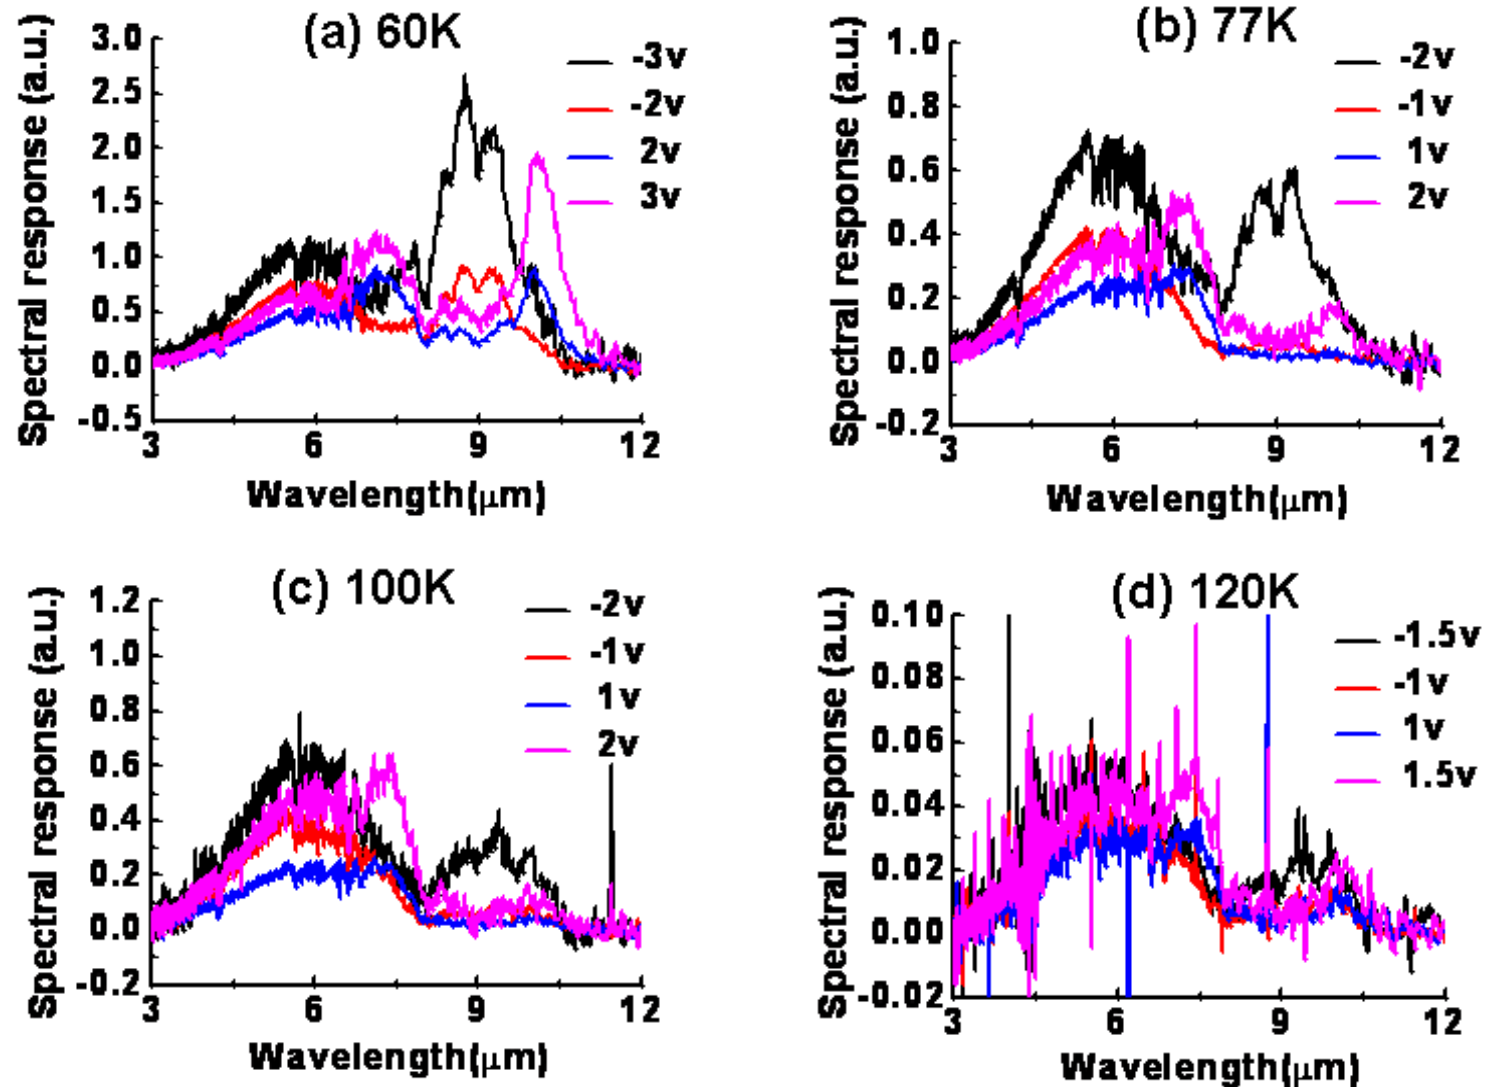 (a) 60K
Spectral response (a.u.)
3.0
2.5
2.0
1.5
1.0
0.5
0.0
-0.5
-3v
-2v
2v
3v
3 6 9 12
Wavelength(μm)
(b) 77K
Spectral response (a.u.)
1.0
0.8
0.6
0.4
0.2
0.0
-0.2
-2v
-1v
1v
2v
3 6 9 12
Wavelength(μm)
(c) 100K
Spectral response (a.u.)
1.2
1.0
0.8
0.6
0.4
0.2
0.0
-0.2
-2v
-1v
1v
2v
3 6 9 12
Wavelength(μm)
(d) 120K
Spectral response (a.u.)
0.10
0.08
0.06
0.04
0.02
0.00
-0.02
-1.5v
-1v
1v
1.5v
3 6 9 12
Wavelength(μm)